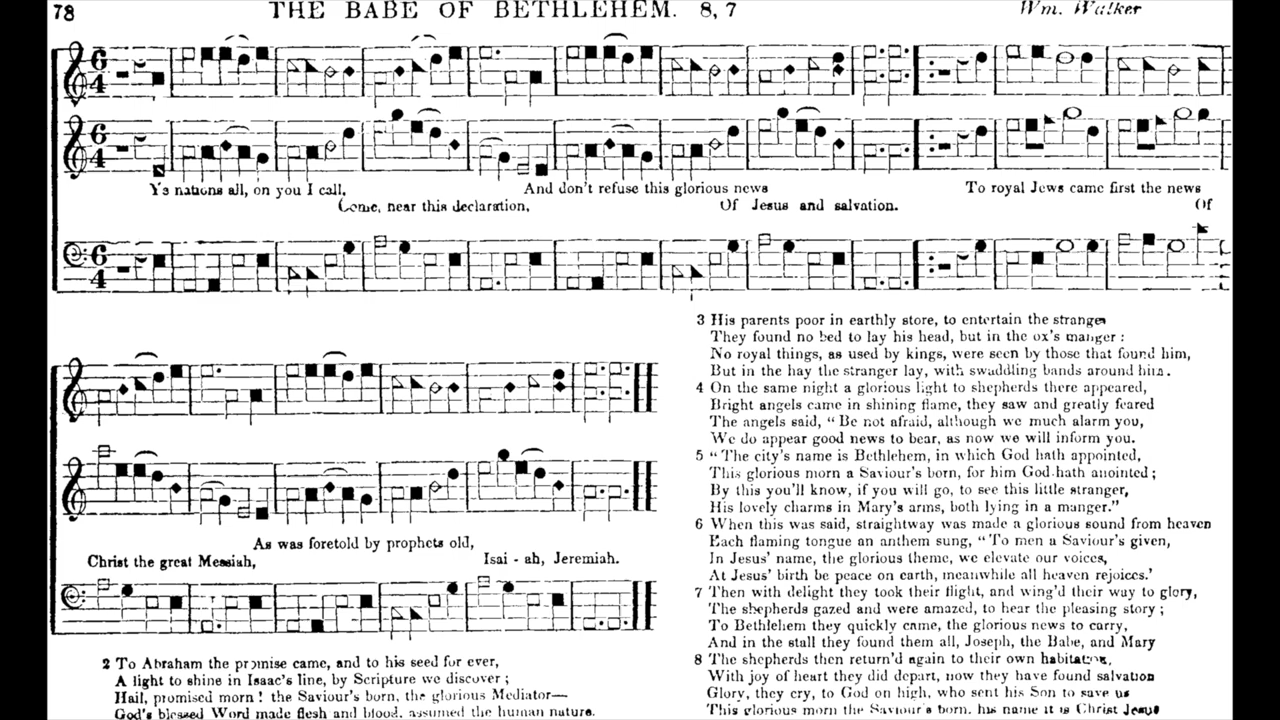 78 THE BABE OF BETHLEHEM. 8, 7 Wm. Walker
6 4
Ye nations all, on you I call, And don't refuse this glorious news To royal Jews came first the news
Come, near this declaration, Of Jesus and salvation. Of
As was foretold by prophets old,
Christ the great Messiah, Isai - ah, Jeremiah.
2 To Abraham the promise came, and to his seed for ever,
A light to shine in Isaac's line, by Scripture we discover;
Hail, promised morn! the Saviour's born, the glorious Mediator—
God's blessed Word made flesh and blood, assumed the human nature.
3 His parents poor in earthly store, to entertain the stranger
They found no bed to lay his head, but in the ox's manger:
No royal things, as used by kings, were seen by those that found him,
But in the hay the stranger lay, with swaddling bands around him.
4 On the same night a glorious light to shepherds there appeared,
Bright angels came in shining flame, they saw and greatly feared
The angels said, “Be not afraid, although we much alarm you,
We do appear good news to bear, as now we will inform you.
5 “The city's name is Bethlehem, in which God hath appointed,
This glorious morn a Saviour's born, for him God hath anointed;
By this you'll know, if you will go, to see this little stranger,
His lovely charms in Mary's arms, both lying in a manger.”
6 When this was said, straightway was made a glorious sound from heaven
Each flaming tongue an anthem sung, “To men a Saviour's given,
In Jesus' name, the glorious theme, we elevate our voices,
At Jesus' birth be peace on earth, meanwhile all heaven rejoices.'
7 Then with delight they took their flight, and wing'd their way to glory,
The shepherds gazed and were amazed, to hear the pleasing story;
To Bethlehem they quickly came, the glorious news to carry,
And in the stall they found them all, Joseph, the Babe, and Mary
8 The shepherds then return'd again to their own habitation,
With joy of heart they did depart, now they have found salvation
Glory, they cry, to God on high, who sent his Son to save us
This glorious morn the Saviour's born, his name it is Christ Jesus